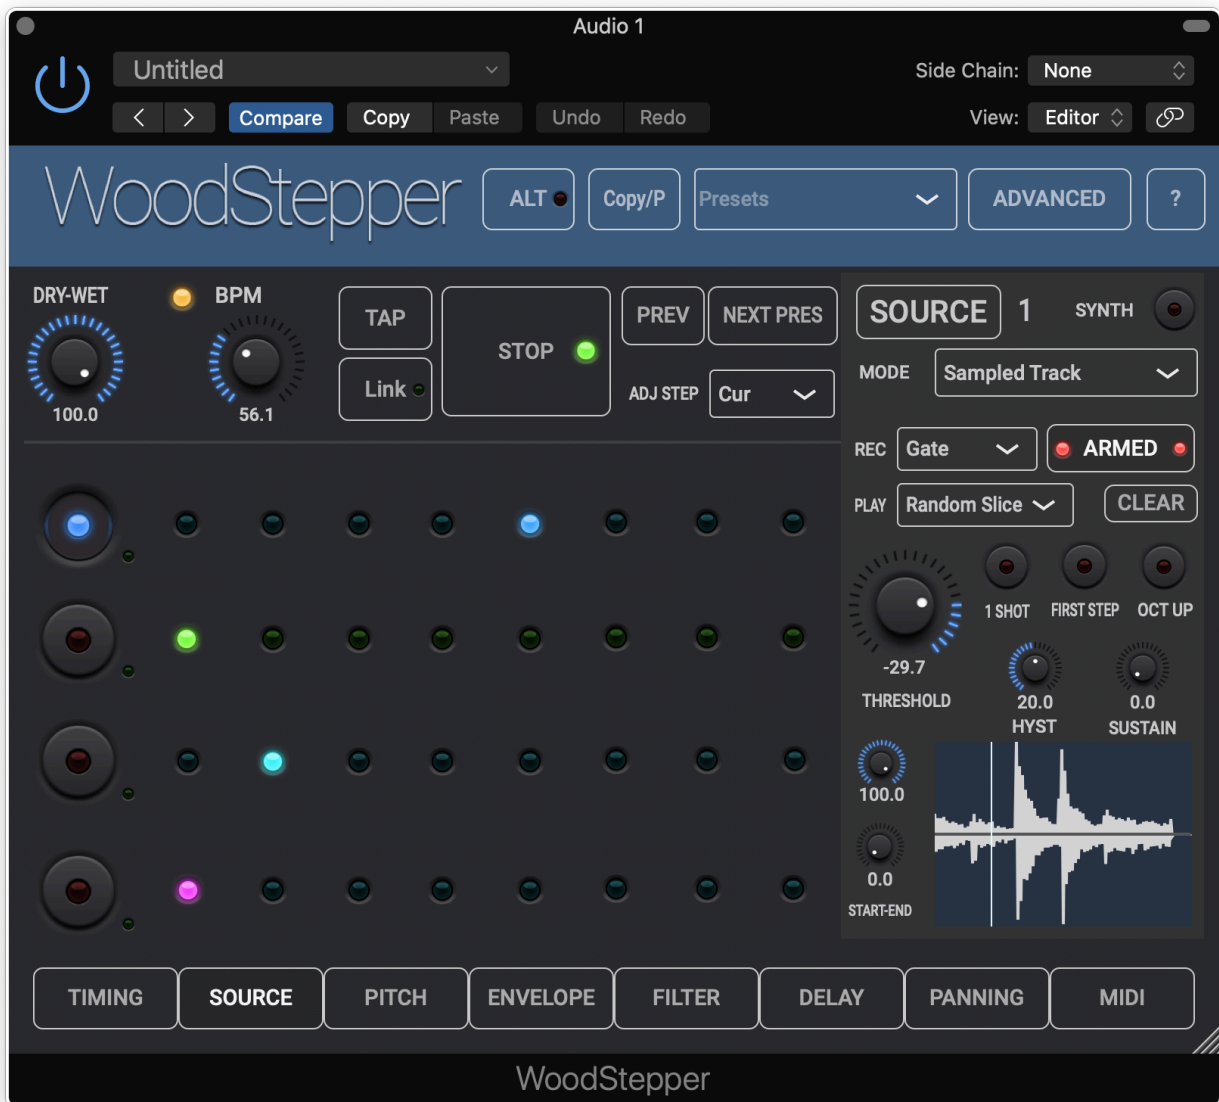 Audio 1
Untitled
Side Chain: None
Compare Copy Paste Undo Redo
View: Editor
WoodStepper
ALT Copy/P Presets ADVANCED ?
DRY-WET BPM
100.0 56.1
TAP
Link
STOP
PREV NEXT PRES
ADJ STEP Cur
SOURCE 1 SYNTH
MODE Sampled Track
REC Gate ARMED
PLAY Random Slice CLEAR
1 SHOT FIRST STEP OCT UP
-29.7
THRESHOLD
20.0
HYST
0.0
SUSTAIN
100.0
0.0
START-END
TIMING SOURCE PITCH ENVELOPE FILTER DELAY PANNING MIDI
WoodStepper